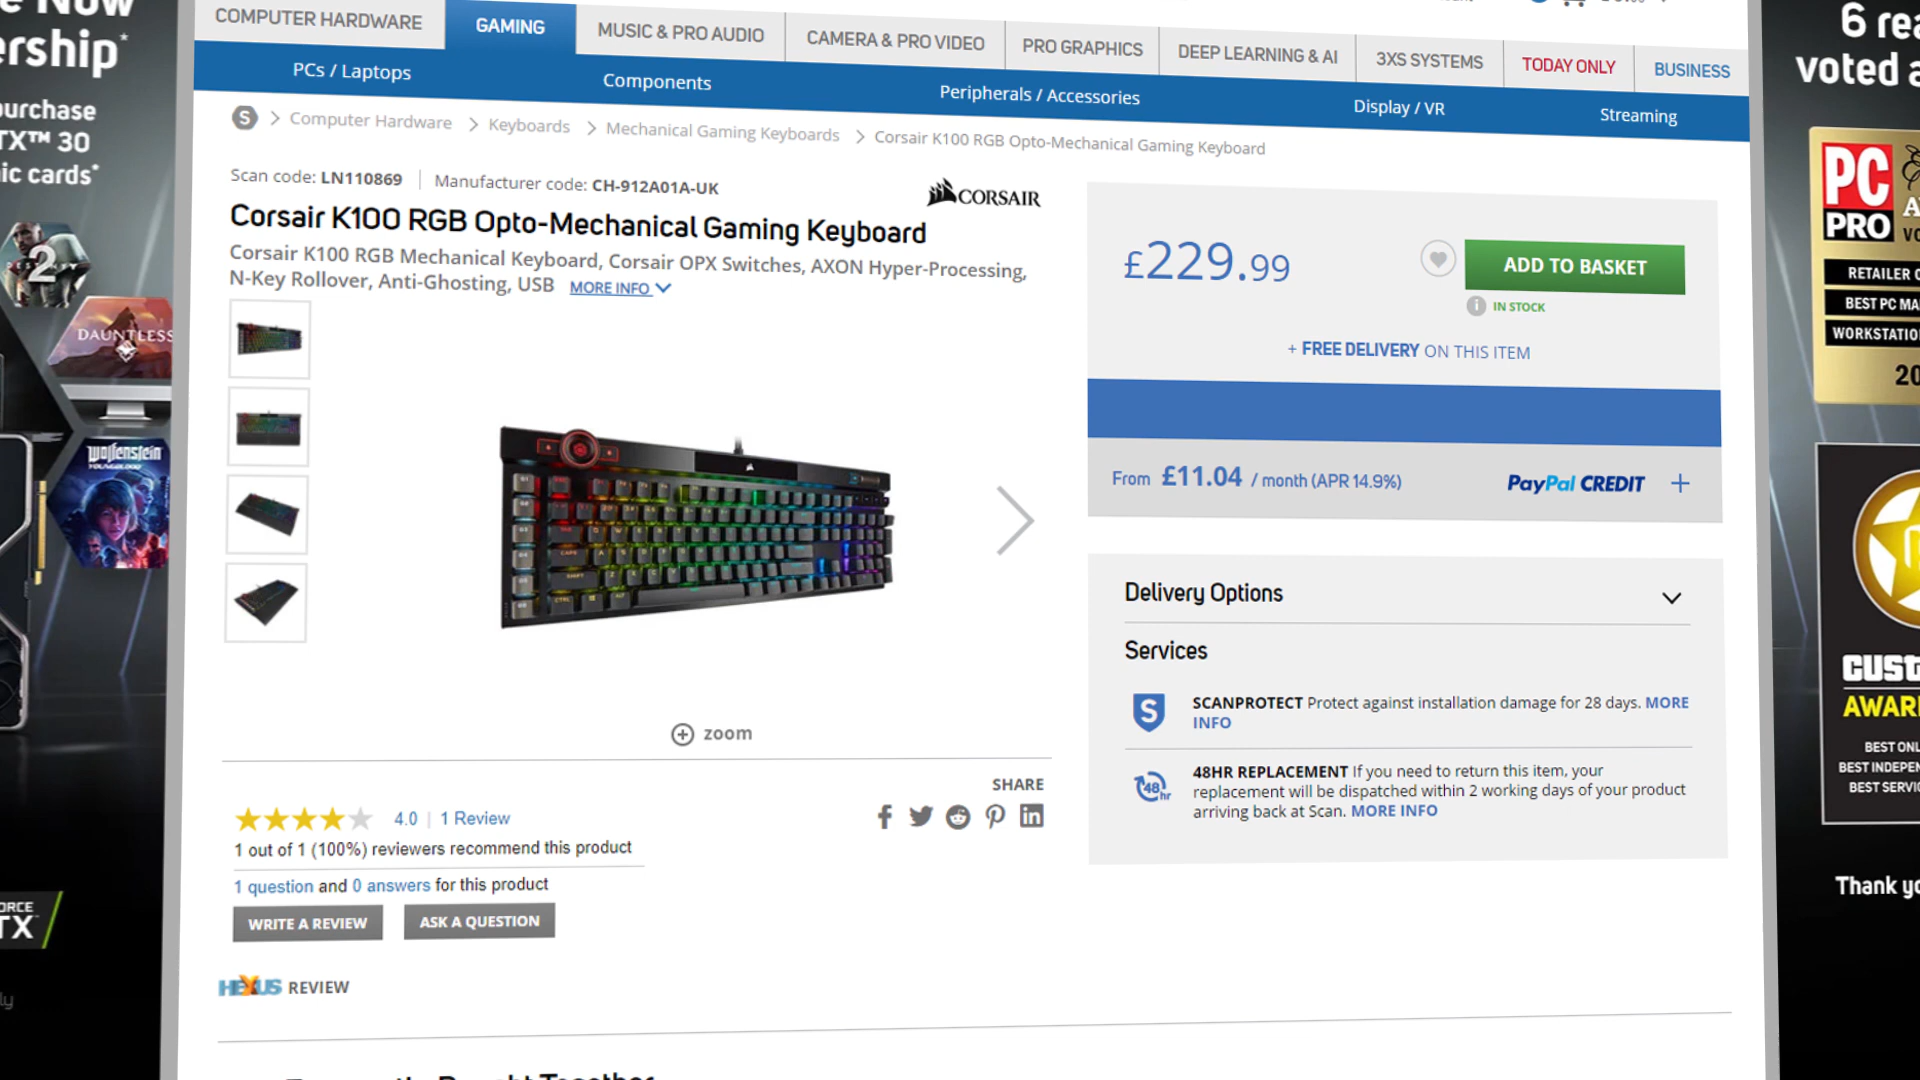 COMPUTER HARDWARE
GAMING
MUSIC & PRO AUDIO
CAMERA & PRO VIDEO
PRO GRAPHICS
DEEP LEARNING & AI
3XS SYSTEMS
TODAY ONLY
BUSINESS
PCs / Laptops
Components
Peripherals / Accessories
Display / VR
Streaming
S > Computer Hardware > Keyboards > Mechanical Gaming Keyboards > Corsair K100 RGB Opto-Mechanical Gaming Keyboard
Scan code: LN110869 | Manufacturer code: CH-912A01A-UK
CORSAIR
Corsair K100 RGB Opto-Mechanical Gaming Keyboard
Corsair K100 RGB Mechanical Keyboard, Corsair OPX Switches, AXON Hyper-Processing,
N-Key Rollover, Anti-Ghosting, USB MORE INFO
zoom
SHARE
4.0 | 1 Review
1 out of 1 (100%) reviewers recommend this product
1 question and 0 answers for this product
WRITE A REVIEW
ASK A QUESTION
HEXUS REVIEW
£229.99
ADD TO BASKET
IN STOCK
+ FREE DELIVERY ON THIS ITEM
From £11.04 / month (APR 14.9%)
PayPal CREDIT +
Delivery Options
Services
SCANPROTECT Protect against installation damage for 28 days. MORE
INFO
48hr
48HR REPLACEMENT If you need to return this item, your
replacement will be dispatched within 2 working days of your product
arriving back at Scan. MORE INFO
2
DAUNTLESS
Wolfenstein
YOUNGBLOOD
30
ic cards*
6
voted
PC
PRO
RETAILER
BEST PC
Thank